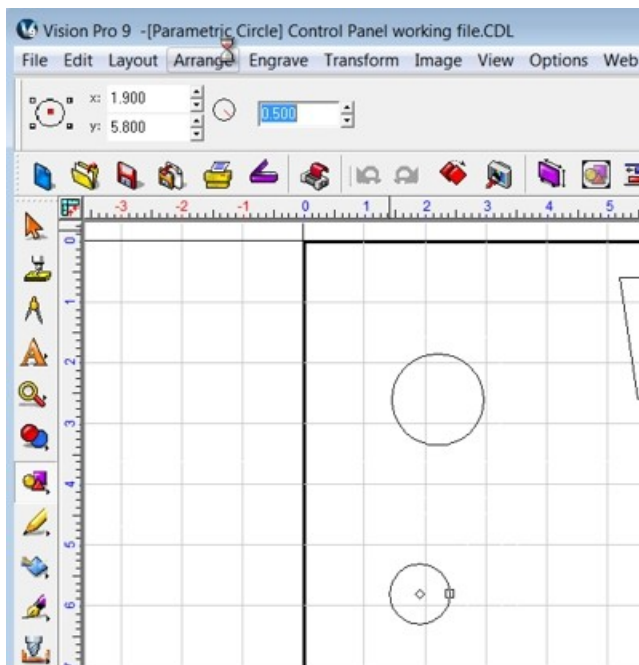 Vision Pro 9 -[Parametric Circle] Control Panel working file.CDL
File Edit Layout Arrange Engrave Transform Image View Options Web
x: 1.900
0.500
y: 5.800
-3 -2 -1 0 1 2 3 4 5
0
1
2
3
4
5
6